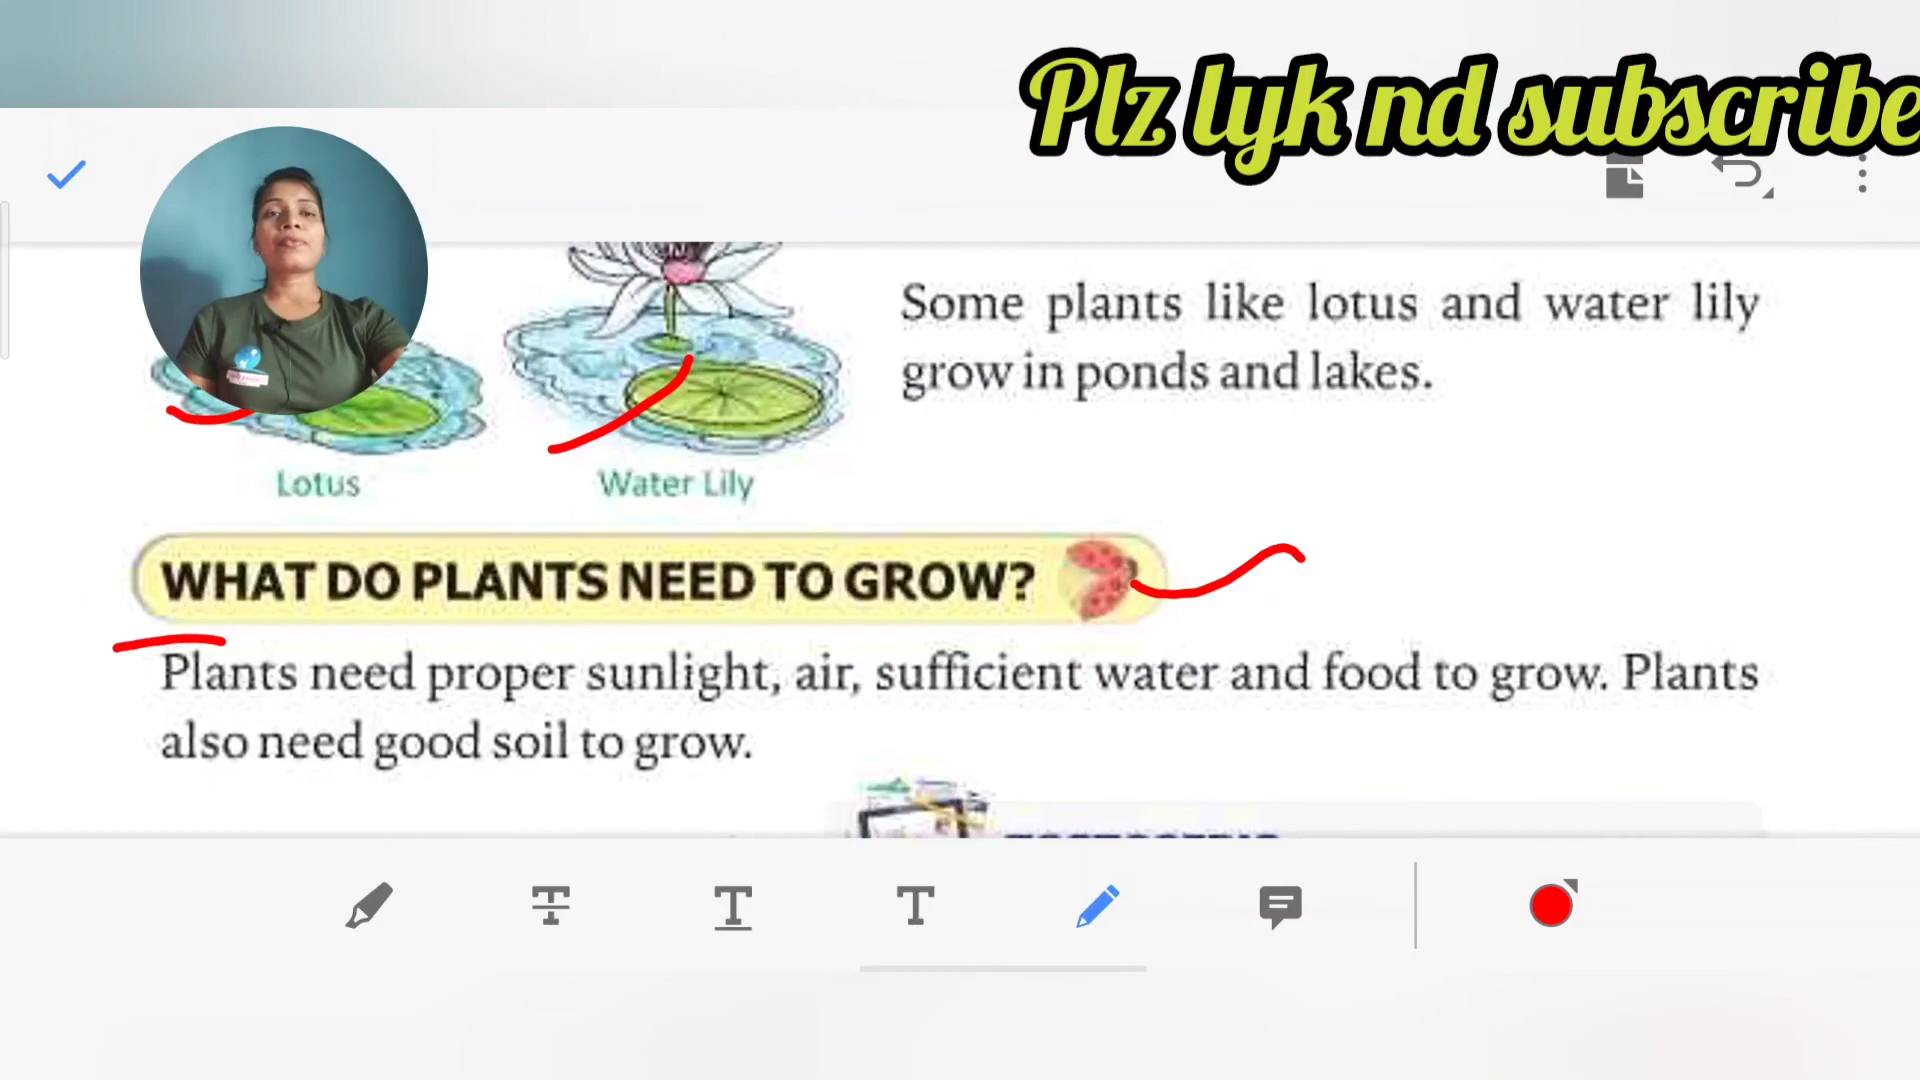 Plz lyk nd subscribe
Some plants like lotus and water lily
grow in ponds and lakes.
Lotus
Water Lily
WHAT DO PLANTS NEED TO GROW?
Plants need proper sunlight, air, sufficient water and food to grow. Plants
also need good soil to grow.